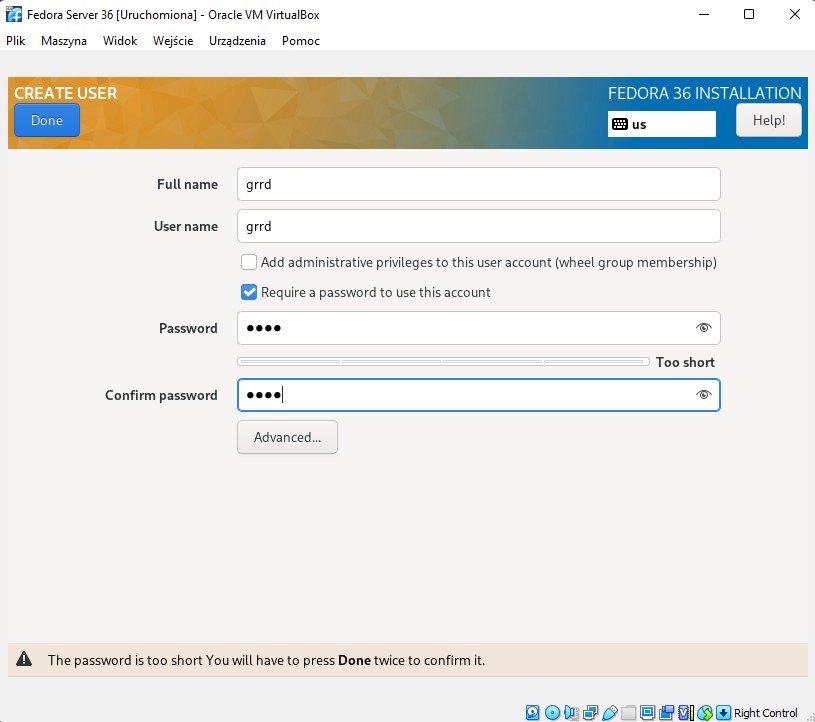 Fedora Server 36 [Uruchomiona] - Oracle VM VirtualBox
Plik Maszyna Widok Wejście Urządzenia Pomoc
CREATE USER
FEDORA 36 INSTALLATION
Done
us
Help!
Full name
grrd
User name
grrd
Add administrative privileges to this user account (wheel group membership)
Require a password to use this account
Password
●●●●
Too short
Confirm password
●●●●
Advanced...
The password is too short You will have to press Done twice to confirm it.
Right Control